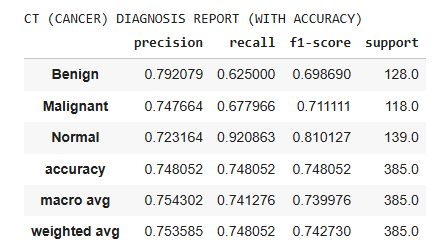 CT (CANCER) DIAGNOSIS REPORT (WITH ACCURACY)
precision recall f1-score support
Benign 0.792079 0.625000 0.698690 128.0
Malignant 0.747664 0.677966 0.711111 118.0
Normal 0.723164 0.920863 0.810127 139.0
accuracy 0.748052 0.748052 0.748052 385.0
macro avg 0.754302 0.741276 0.739976 385.0
weighted avg 0.753585 0.748052 0.742730 385.0